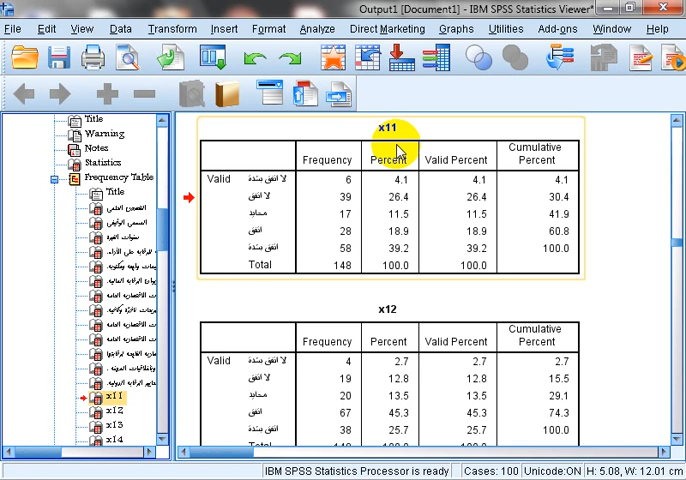 Output1 [Document1] - IBM SPSS Statistics Viewer*
File Edit View Data Transform Insert Format Analyze Direct Marketing Graphs Utilities Add-ons Window Help
Title
Warning
Notes
Statistics
Frequency Table
Title
x11
x12
x13
x14
x11
Frequency Percent Valid Percent Cumulative Percent
Valid لا اتفق بشدة 6 4.1 4.1 4.1
لا اتفق 39 26.4 26.4 30.4
محايد 17 11.5 11.5 41.9
اتفق 28 18.9 18.9 60.8
اتفق بشدة 58 39.2 39.2 100.0
Total 148 100.0 100.0
x12
Frequency Percent Valid Percent Cumulative Percent
Valid لا اتفق بشدة 4 2.7 2.7 2.7
لا اتفق 19 12.8 12.8 15.5
محايد 20 13.5 13.5 29.1
اتفق 67 45.3 45.3 74.3
اتفق بشدة 38 25.7 25.7 100.0
Total 148 100.0 100.0
IBM SPSS Statistics Processor is ready Cases: 100 Unicode:ON H: 5.08, W: 12.01 cm